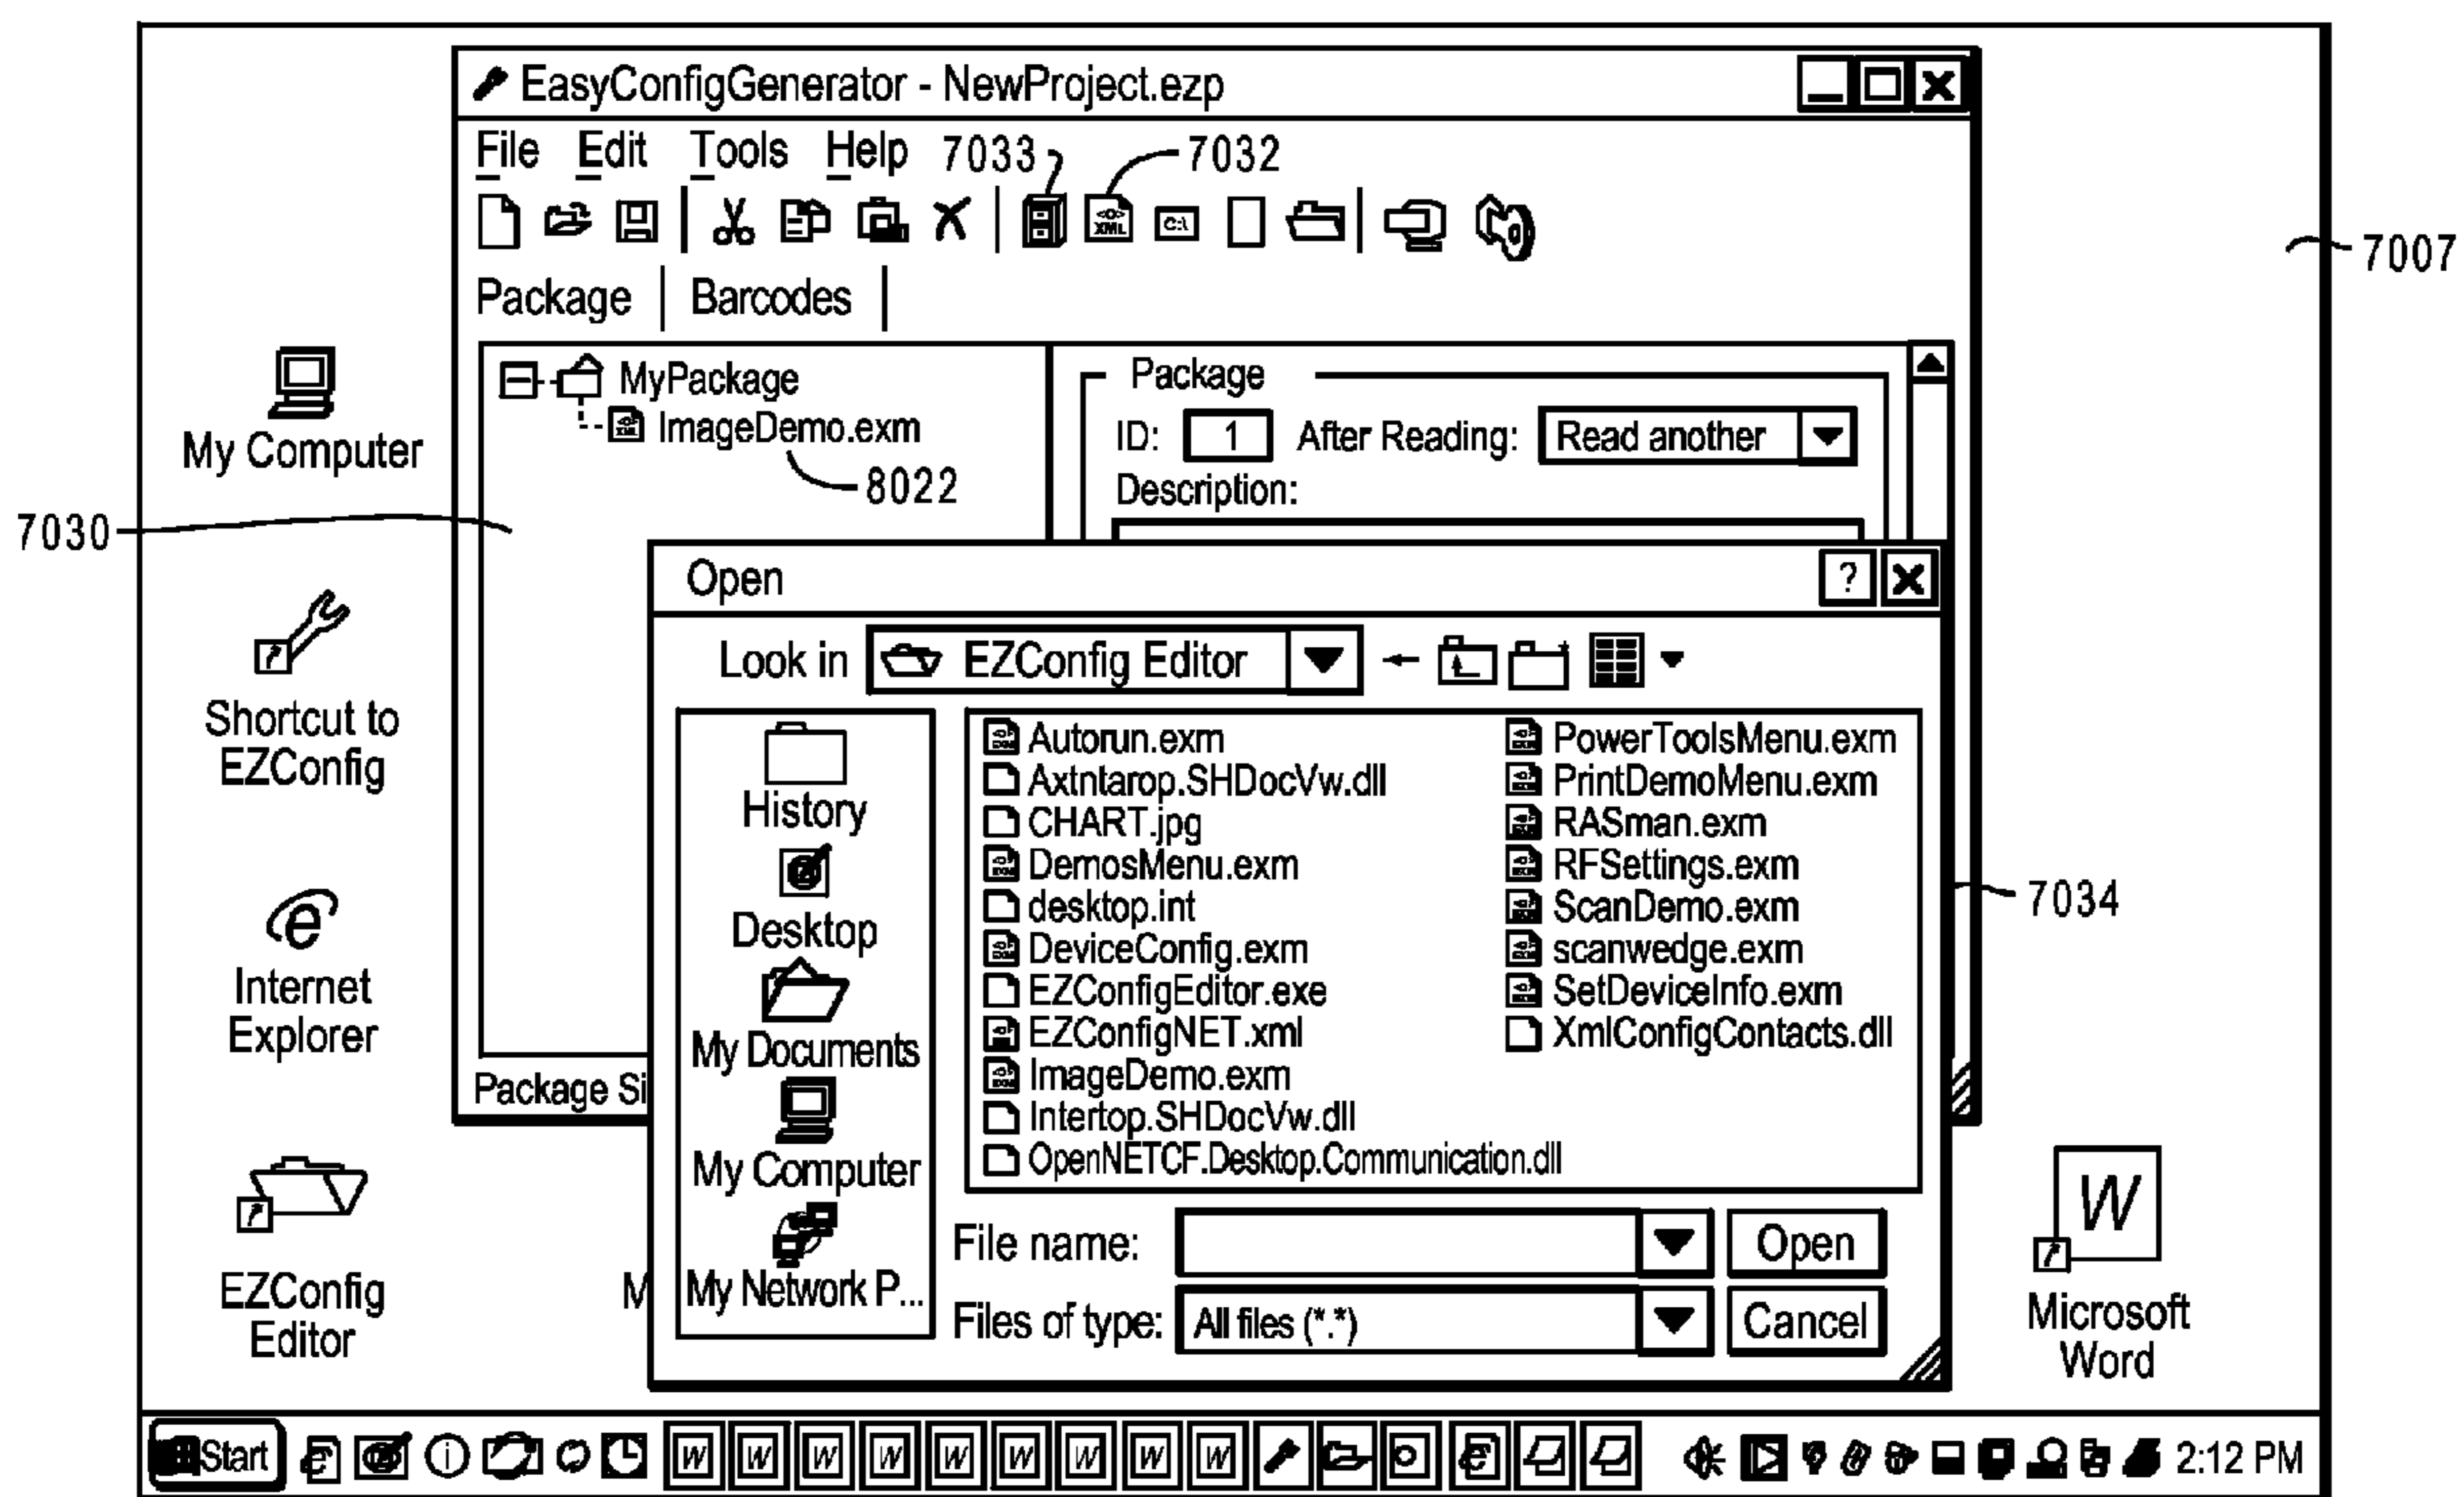 EasyConfigGenerator - NewProject.ezp
File Edit Tools Help 7033 7032
<O> XML C:\
7007
Package Barcodes
MyPackage
ImageDemo.exm
8022
Package
ID: 1 After Reading: Read another
Description:
7030
My Computer
Shortcut to
EZConfig
Internet
Explorer
EZConfig
Editor
Package Si
M
Open ?
Look in EZConfig Editor
History
Desktop
My Documents
My Computer
My Network P...
Autorun.exm
Axtntarop.SHDocVw.dll
CHART.jpg
DemosMenu.exm
desktop.int
DeviceConfig.exm
EZConfigEditor.exe
EZConfigNET.xml
ImageDemo.exm
Intertop.SHDocVw.dll
OpenNETCF.Desktop.Communication.dll
PowerToolsMenu.exm
PrintDemoMenu.exm
RASman.exm
RFSettings.exm
ScanDemo.exm
scanwedge.exm
SetDeviceInfo.exm
XmlConfigContacts.dll
7034
File name: Open
Files of type: All files (*.*) Cancel
W
Microsoft
Word
Start e i W W W W W W W W W e 2:12 PM